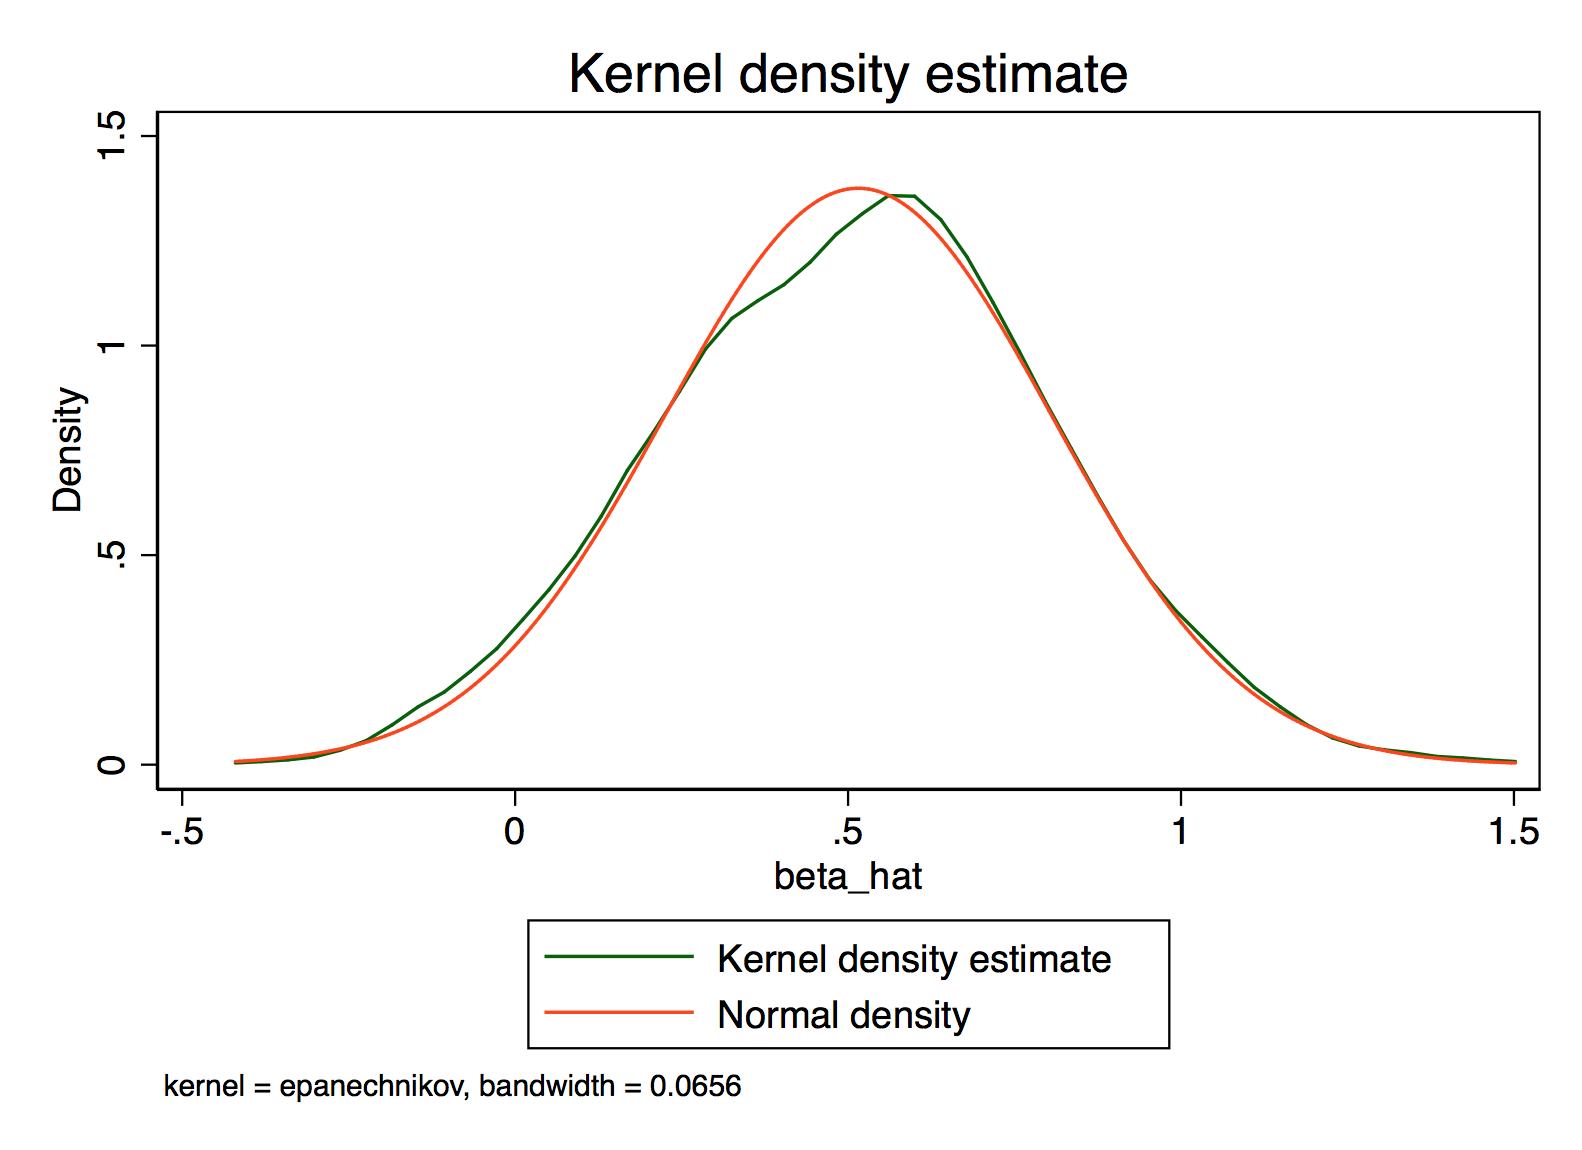 Kernel density estimate
1.5
1
.5
0
Density
-.5
0
.5
1
1.5
beta_hat
Kernel density estimate
Normal density
kernel = epanechnikov, bandwidth = 0.0656